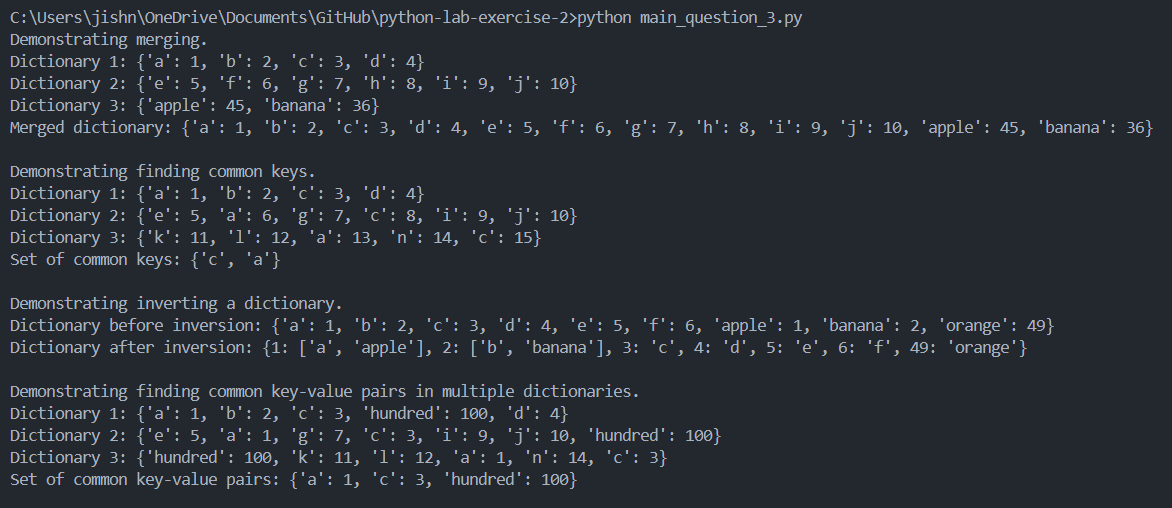 C:\Users\jishn\OneDrive\Documents\GitHub\python-lab-exercise-2>python main_question_3.py
Demonstrating merging.
Dictionary 1: {'a': 1, 'b': 2, 'c': 3, 'd': 4}
Dictionary 2: {'e': 5, 'f': 6, 'g': 7, 'h': 8, 'i': 9, 'j': 10}
Dictionary 3: {'apple': 45, 'banana': 36}
Merged dictionary: {'a': 1, 'b': 2, 'c': 3, 'd': 4, 'e': 5, 'f': 6, 'g': 7, 'h': 8, 'i': 9, 'j': 10, 'apple': 45, 'banana': 36}

Demonstrating finding common keys.
Dictionary 1: {'a': 1, 'b': 2, 'c': 3, 'd': 4}
Dictionary 2: {'e': 5, 'a': 6, 'g': 7, 'c': 8, 'i': 9, 'j': 10}
Dictionary 3: {'k': 11, 'l': 12, 'a': 13, 'n': 14, 'c': 15}
Set of common keys: {'c', 'a'}

Demonstrating inverting a dictionary.
Dictionary before inversion: {'a': 1, 'b': 2, 'c': 3, 'd': 4, 'e': 5, 'f': 6, 'apple': 1, 'banana': 2, 'orange': 49}
Dictionary after inversion: {1: ['a', 'apple'], 2: ['b', 'banana'], 3: 'c', 4: 'd', 5: 'e', 6: 'f', 49: 'orange'}

Demonstrating finding common key-value pairs in multiple dictionaries.
Dictionary 1: {'a': 1, 'b': 2, 'c': 3, 'hundred': 100, 'd': 4}
Dictionary 2: {'e': 5, 'a': 1, 'g': 7, 'c': 3, 'i': 9, 'j': 10, 'hundred': 100}
Dictionary 3: {'hundred': 100, 'k': 11, 'l': 12, 'a': 1, 'n': 14, 'c': 3}
Set of common key-value pairs: {'a': 1, 'c': 3, 'hundred': 100}